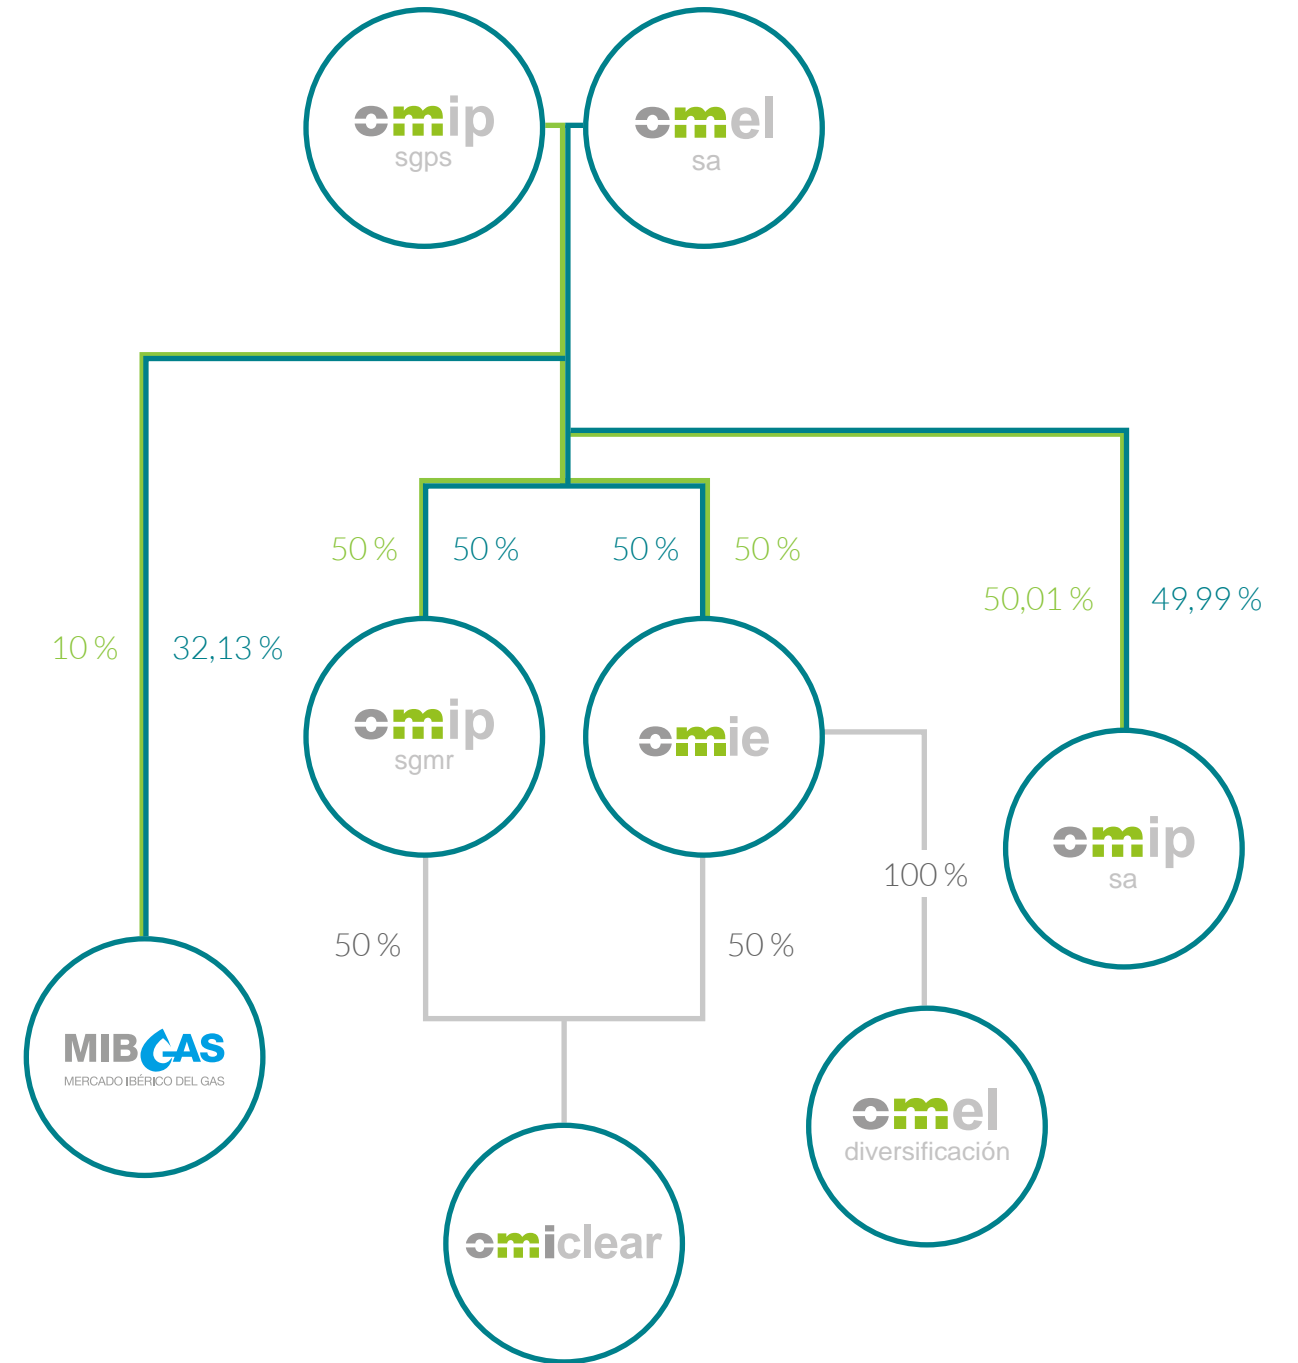 omip
sgps
omel
sa
50 %
50 %
50 %
50 %
50,01 %
49,99 %
10 %
32,13 %
omip
sgmr
omie
omip
sa
100 %
50 %
50 %
MIBGAS
MERCADO IBÉRICO DEL GAS
omel
diversificación
omiclear